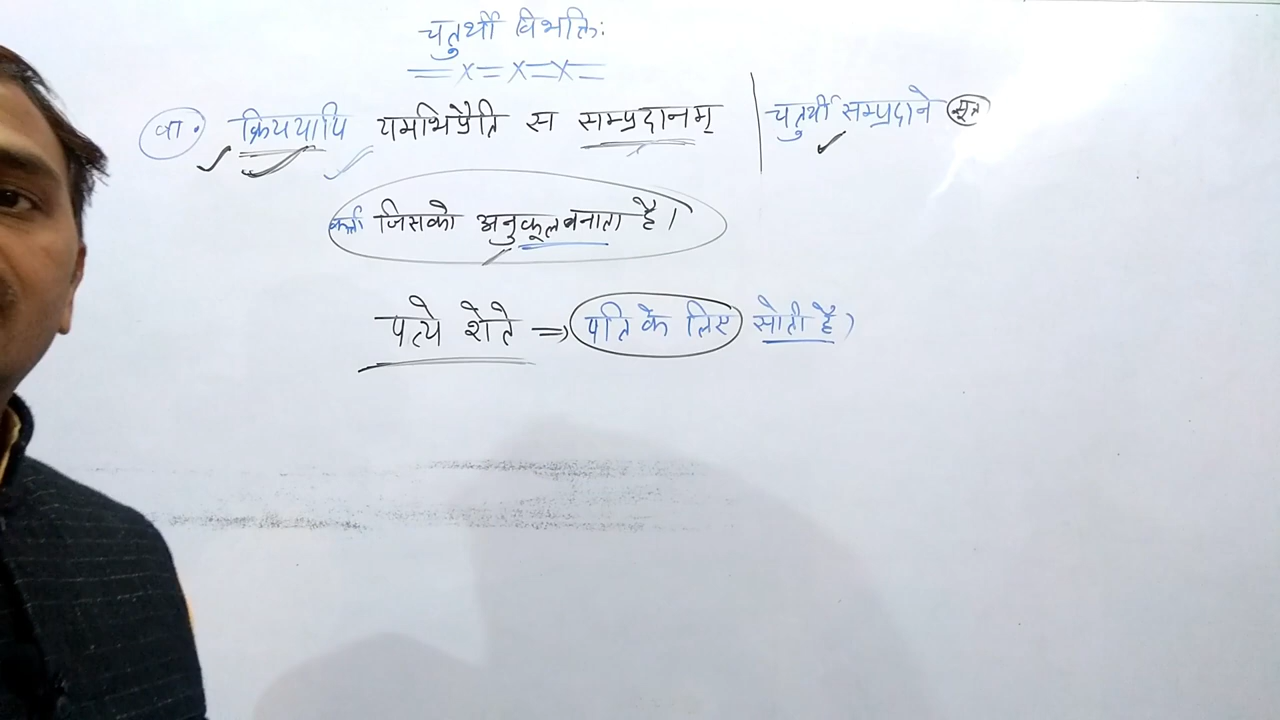 चतुर्थी विभक्तिः
वा. क्रिययापि यमभिप्रैति स सम्प्रदानम् | चतुर्थी सम्प्रदाने सूत्र
कर्ता जिसको अनुकूल बनाता है।
पत्ये शेते => पति के लिए सोती है)